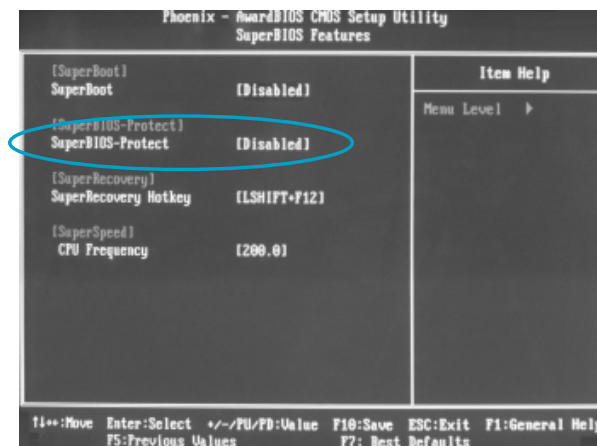 Phoenix - AwardBIOS CMOS Setup Utility
SuperBIOS Features
[SuperBoot]
SuperBoot [Disabled]
[SuperBIOS-Protect]
SuperBIOS-Protect [Disabled]
[SuperRecovery]
SuperRecovery Hotkey [LSHIFT+F12]
[SuperSpeed]
CPU Frequency [200.0]
Item Help
Menu Level ▶
↑↓↔:Move Enter:Select +/-/PU/PD:Value F10:Save ESC:Exit F1:General Help
F5:Previous Values F7: Best Defaults